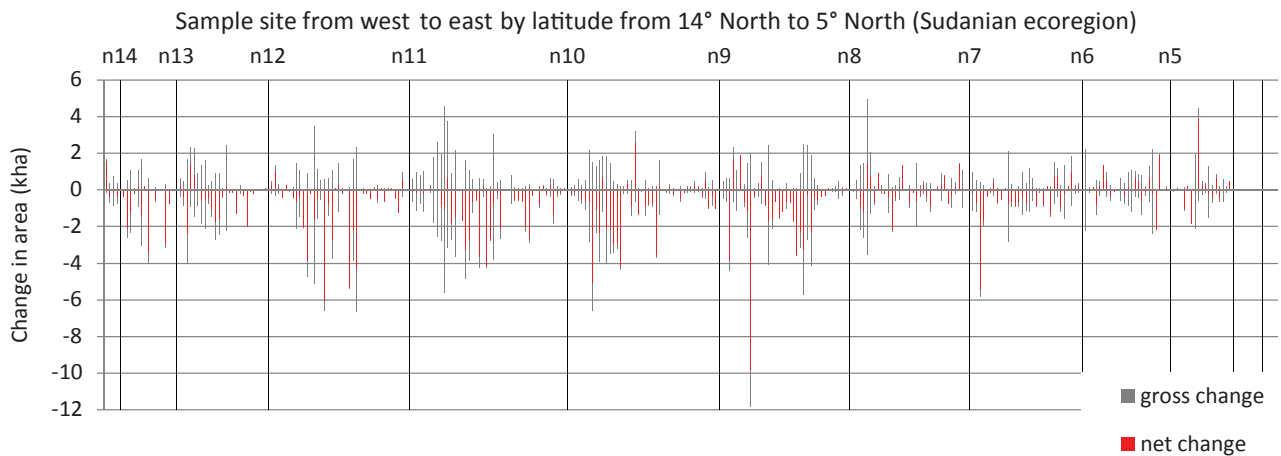 Sample site from west to east by latitude from 14° North to 5° North (Sudanian ecoregion)
n14 n13 n12 n11 n10 n9 n8 n7 n6 n5
6
4
2
0
-2
-4
-6
-8
-10
-12
Change in area (kha)
gross change
net change